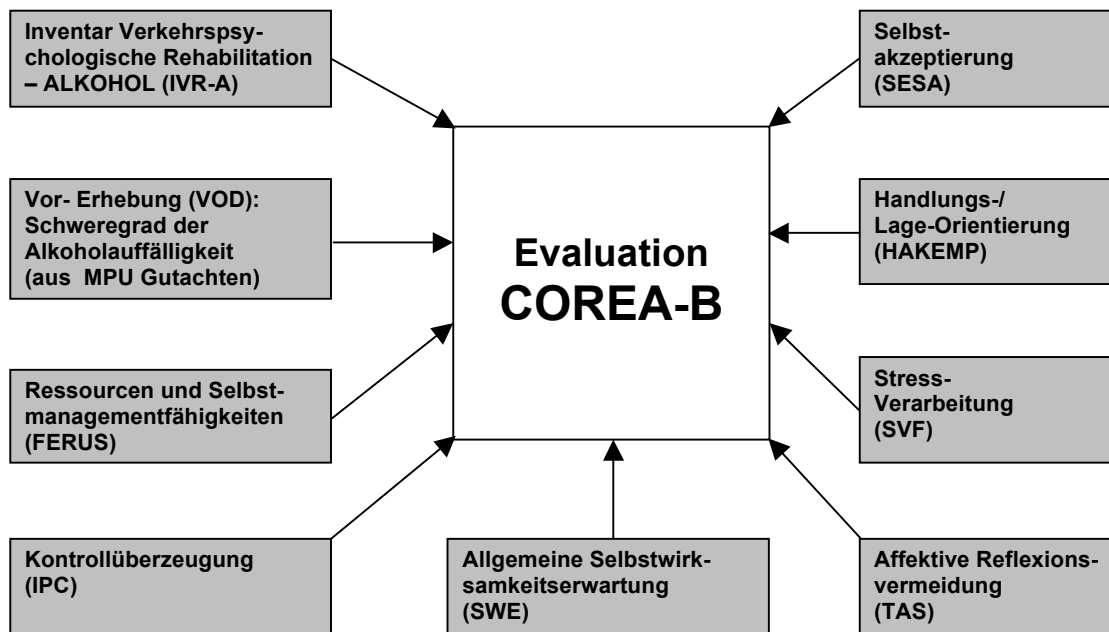 Inventar Verkehrspsy-
chologische Rehabilitation
– ALKOHOL (IVR-A)
Vor- Erhebung (VOD):
Schweregrad der
Alkoholauffälligkeit
(aus MPU Gutachten)
Ressourcen und Selbst-
managementfähigkeiten
(FERUS)
Kontrollüberzeugung
(IPC)
Evaluation
COREA-B
Allgemeine Selbstwirk-
samkeitserwartung
(SWE)
Selbst-
akzeptierung
(SESA)
Handlungs-/
Lage-Orientierung
(HAKEMP)
Stress-
Verarbeitung
(SVF)
Affektive Reflexions-
vermeidung
(TAS)